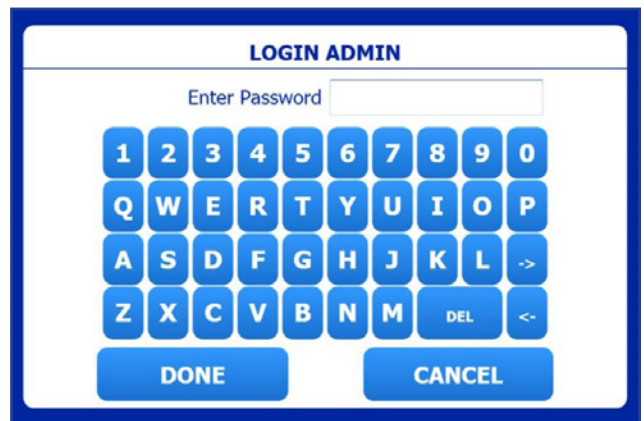 LOGIN ADMIN
Enter Password
1 2 3 4 5 6 7 8 9 0
Q W E R T Y U I O P
A S D F G H J K L ->
Z X C V B N M DEL <-
DONE CANCEL